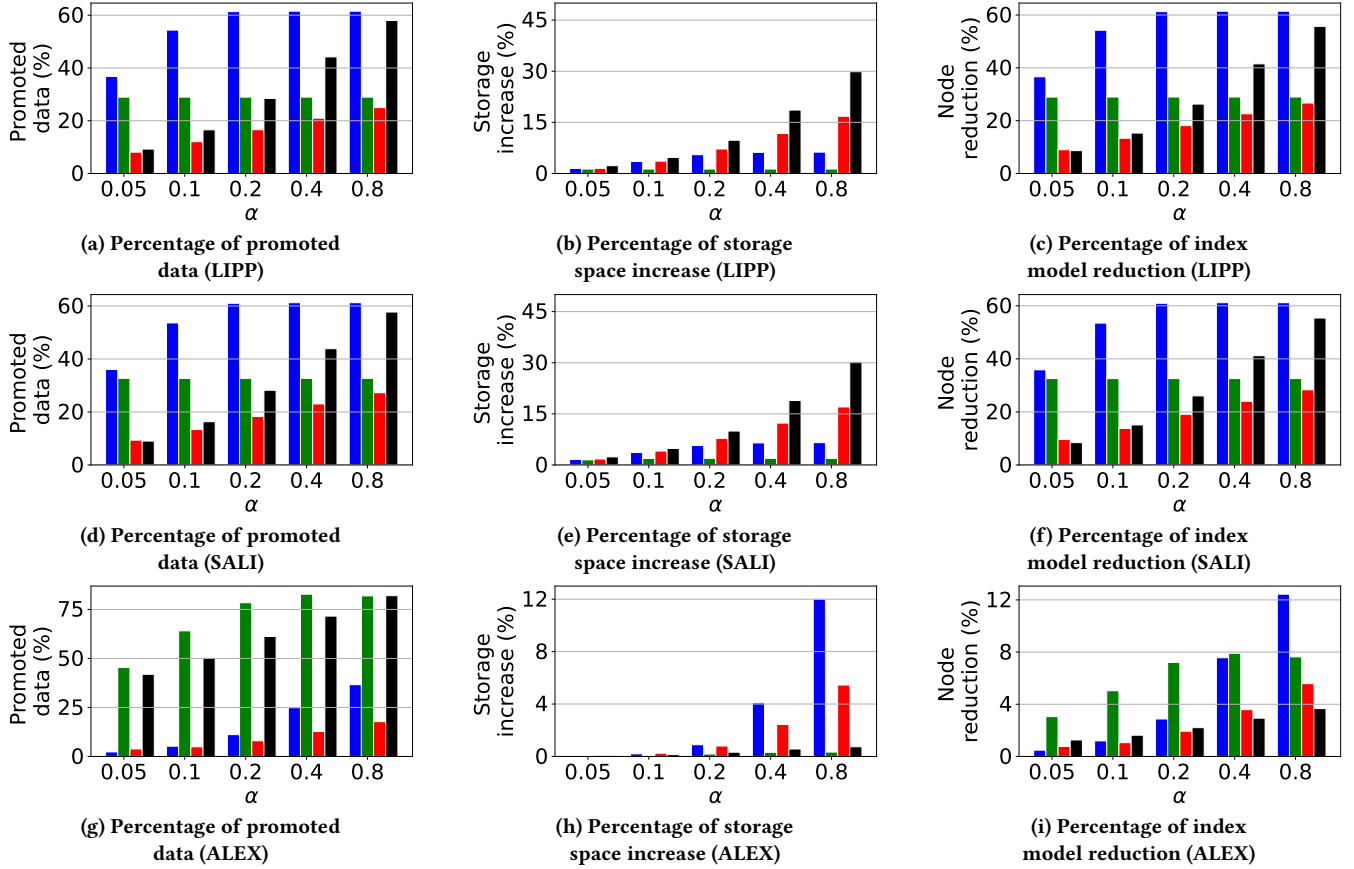 Promoted
data (%)
60
40
20
0
0.05 0.1 0.2 0.4 0.8
α
(a) Percentage of promoted
data (LIPP)
Storage
increase (%)
45
30
15
0
0.05 0.1 0.2 0.4 0.8
α
(b) Percentage of storage
space increase (LIPP)
Node
reduction (%)
60
40
20
0
0.05 0.1 0.2 0.4 0.8
α
(c) Percentage of index
model reduction (LIPP)
Promoted
data (%)
60
40
20
0
0.05 0.1 0.2 0.4 0.8
α
(d) Percentage of promoted
data (SALI)
Storage
increase (%)
45
30
15
0
0.05 0.1 0.2 0.4 0.8
α
(e) Percentage of storage
space increase (SALI)
Node
reduction (%)
60
40
20
0
0.05 0.1 0.2 0.4 0.8
α
(f) Percentage of index
model reduction (SALI)
Promoted
data (%)
75
50
25
0
0.05 0.1 0.2 0.4 0.8
α
(g) Percentage of promoted
data (ALEX)
Storage
increase (%)
12
8
4
0
0.05 0.1 0.2 0.4 0.8
α
(h) Percentage of storage
space increase (ALEX)
Node
reduction (%)
12
8
4
0
0.05 0.1 0.2 0.4 0.8
α
(i) Percentage of index
model reduction (ALEX)